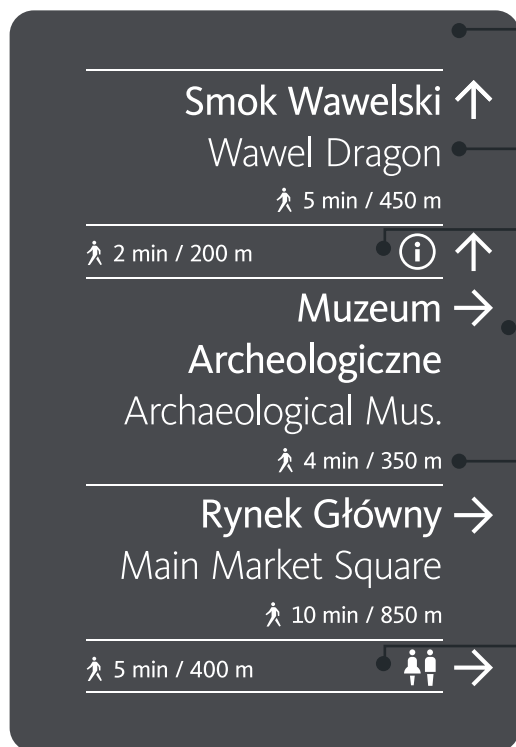 Smok Wawelski
Wawel Dragon
5 min / 450 m
2 min / 200 m
Muzeum
Archeologiczne
Archaeological Mus.
4 min / 350 m
Rynek Główny
Main Market Square
10 min / 850 m
5 min / 400 m